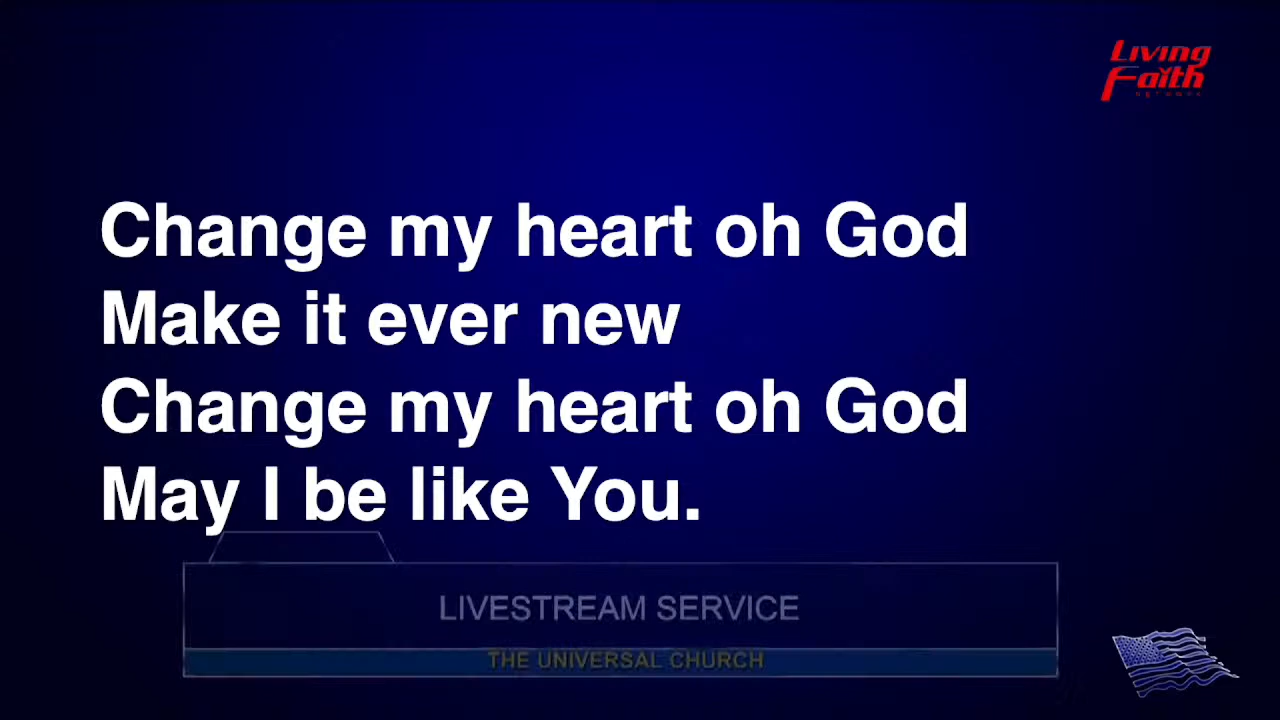 Living
Faith
NETWORK
Change my heart oh God
Make it ever new
Change my heart oh God
May I be like You.
LIVESTREAM SERVICE
THE UNIVERSAL CHURCH